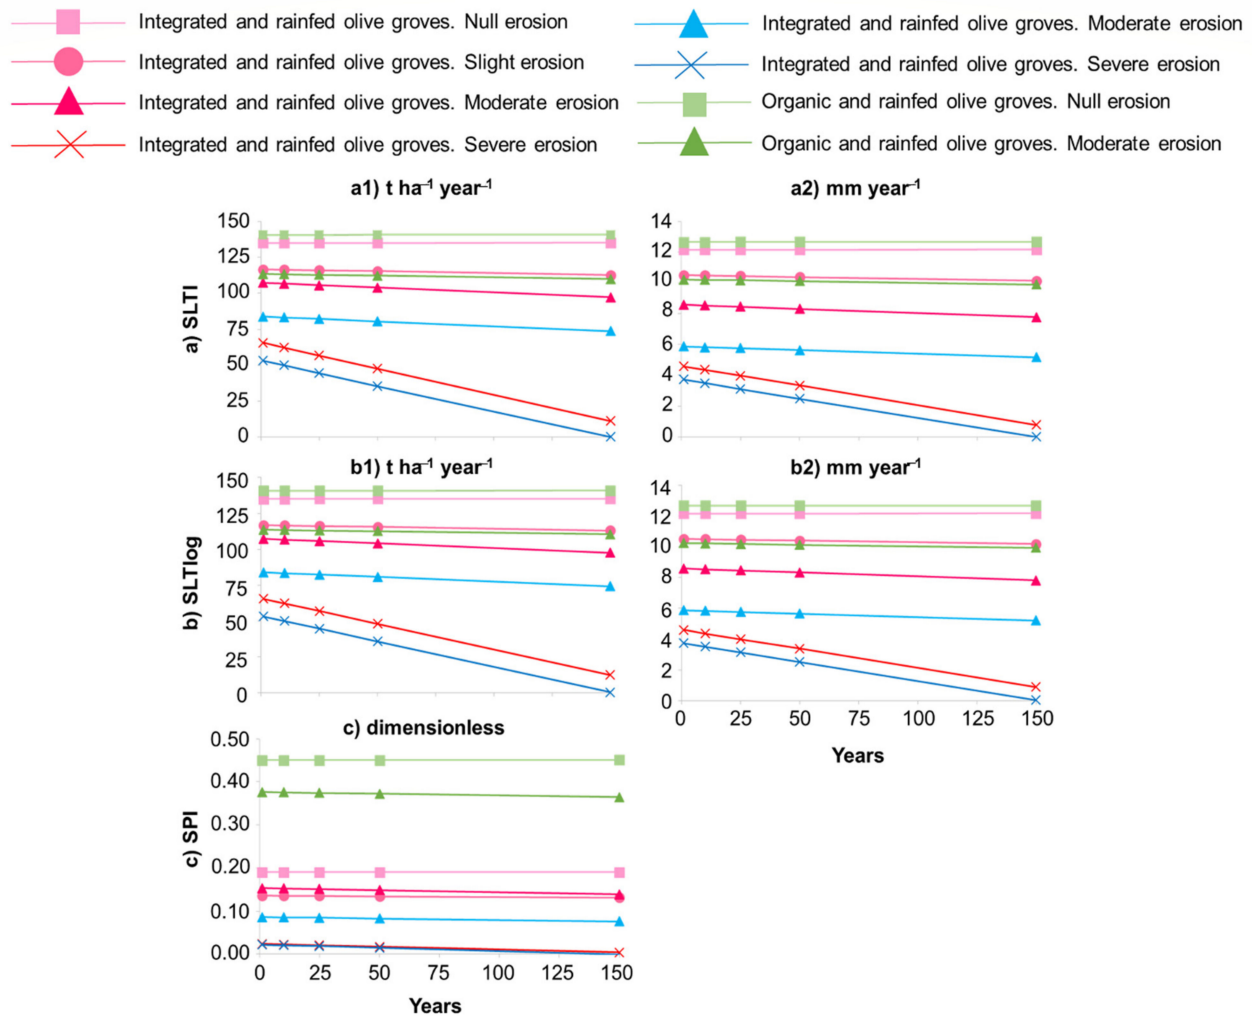 Integrated and rainfed olive groves. Null erosion
Integrated and rainfed olive groves. Slight erosion
Integrated and rainfed olive groves. Moderate erosion
Integrated and rainfed olive groves. Severe erosion
Integrated and rainfed olive groves. Moderate erosion
Integrated and rainfed olive groves. Severe erosion
Organic and rainfed olive groves. Null erosion
Organic and rainfed olive groves. Moderate erosion
a1) t ha⁻¹ year⁻¹
a) SLTI
150
125
100
75
50
25
0
a2) mm year⁻¹
14
12
10
8
6
4
2
0
b1) t ha⁻¹ year⁻¹
b) SLTlog
150
125
100
75
50
25
0
b2) mm year⁻¹
14
12
10
8
6
4
2
0
0 25 50 75 100 125 150
Years
c) dimensionless
c) SPI
0.50
0.40
0.30
0.20
0.10
0.00
0 25 50 75 100 125 150
Years